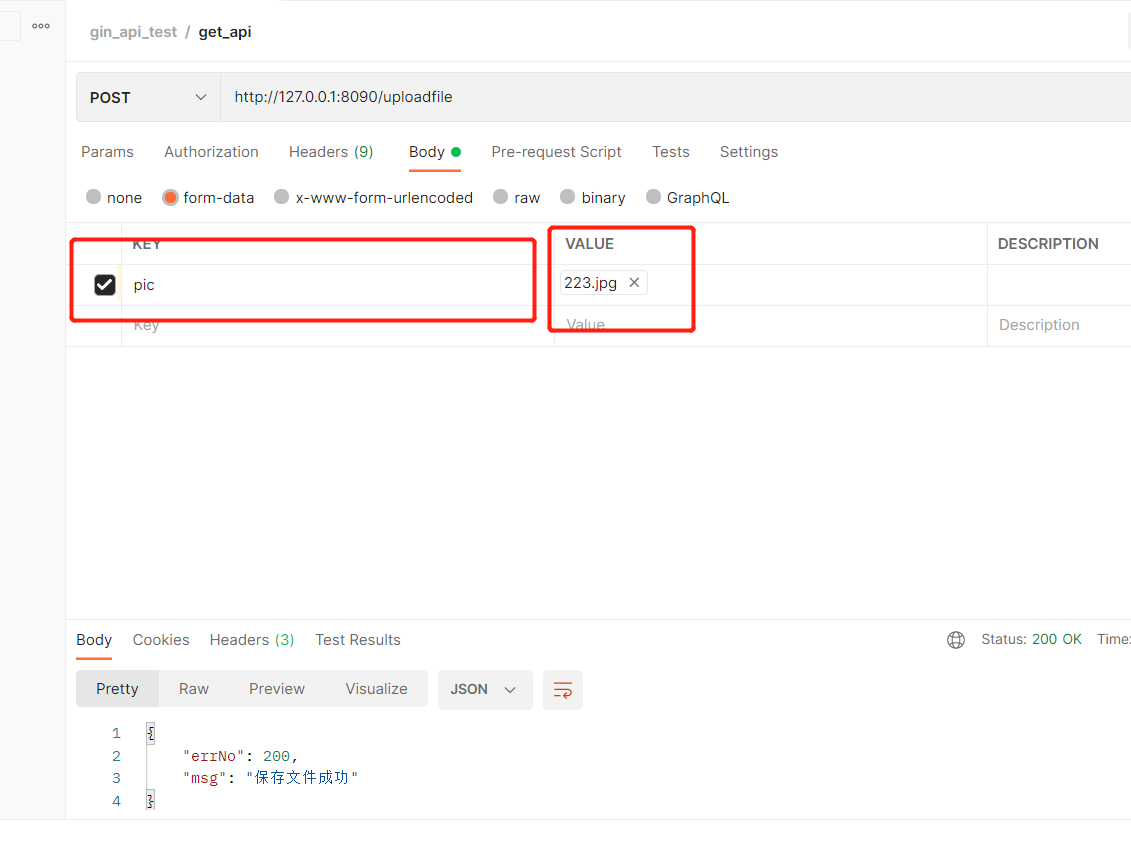 gin_api_test / get_api
POST http://127.0.0.1:8090/uploadfile
Params Authorization Headers (9) Body Pre-request Script Tests Settings
none form-data x-www-form-urlencoded raw binary GraphQL
KEY VALUE DESCRIPTION
pic 223.jpg
Key Value Description
Body Cookies Headers (3) Test Results Status: 200 OK Time:
Pretty Raw Preview Visualize JSON
1 {
2 "errNo": 200,
3 "msg": "保存文件成功"
4 }